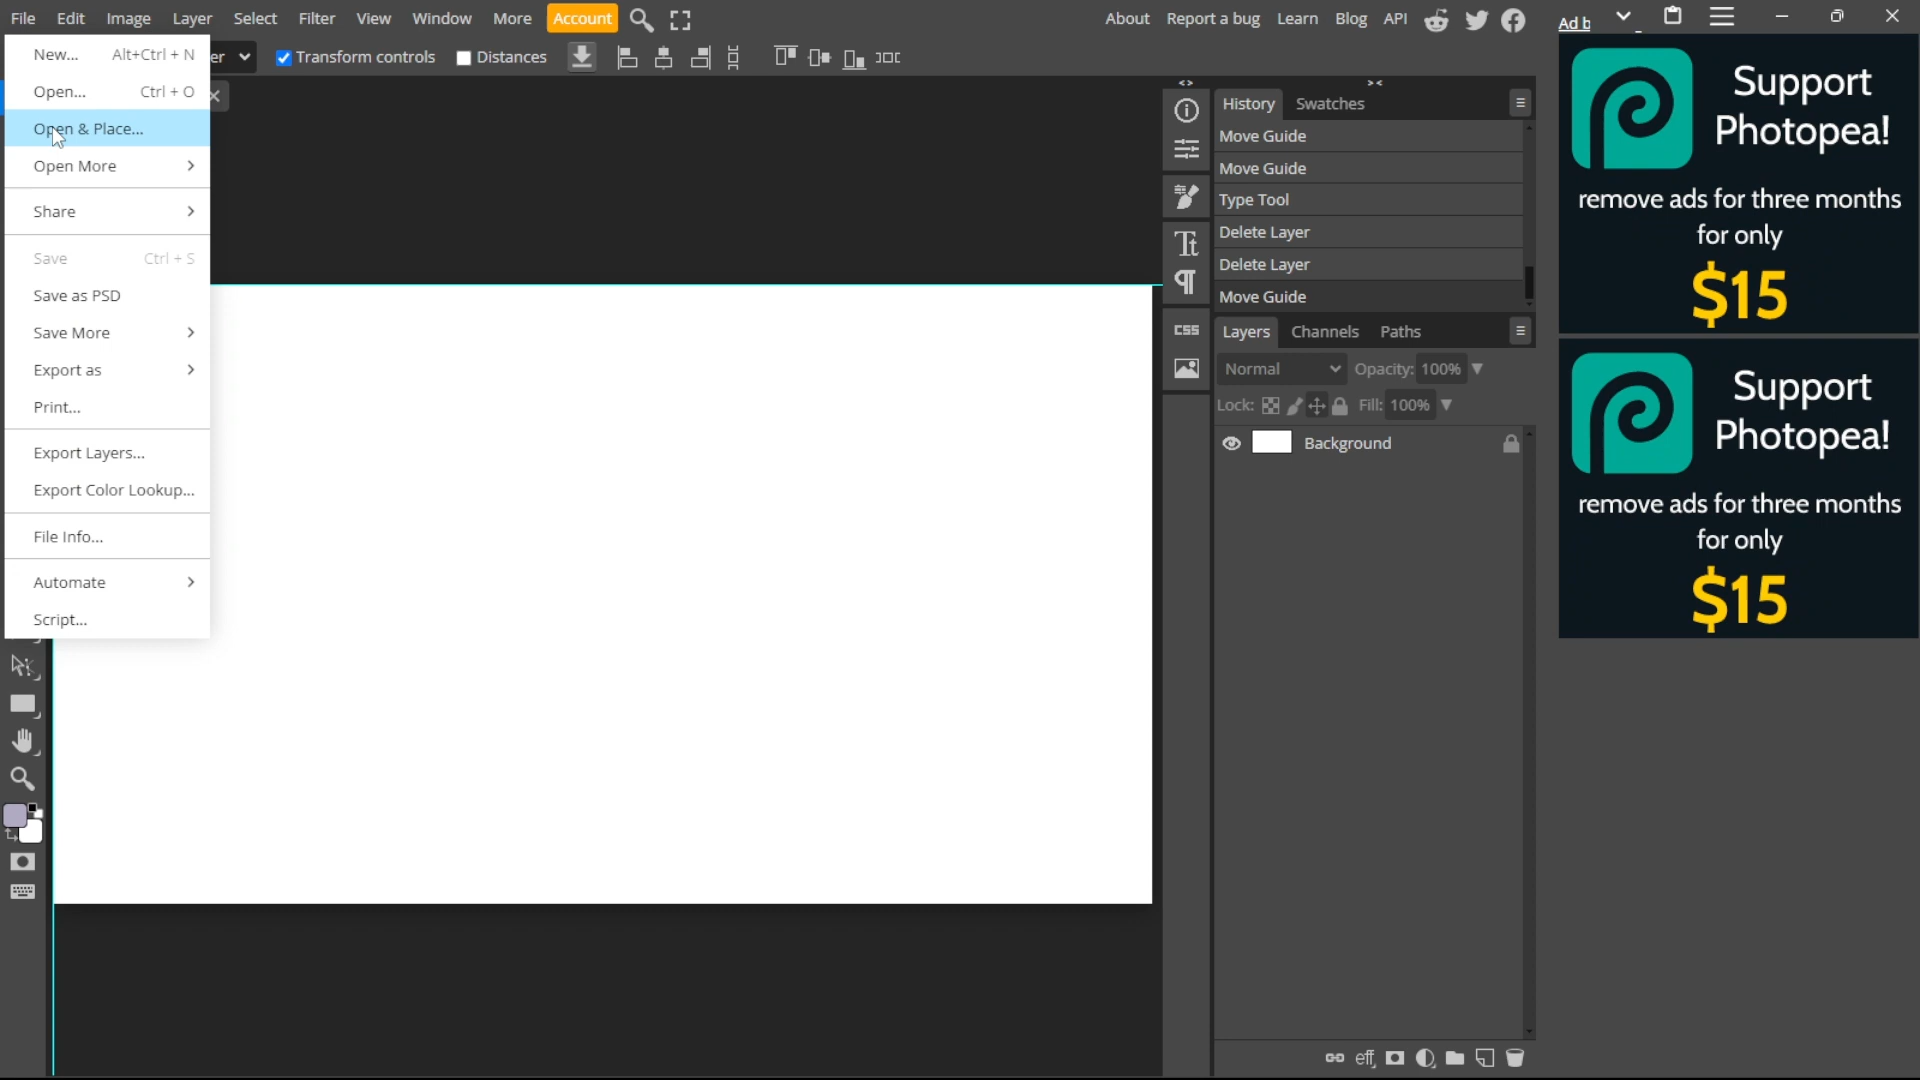 File Edit Image Layer Select Filter View Window More Account About Report a bug Learn Blog API
Ad b
er Transform controls Distances
New... Alt+Ctrl + N
Open... Ctrl + O
Open & Place...
Open More
Share
Save Ctrl + S
Save as PSD
Save More
Export as
Print...
Export Layers...
Export Color Lookup...
File Info...
Automate
Script...
Tt
CSS
History Swatches
Move Guide
Move Guide
Type Tool
Delete Layer
Delete Layer
Move Guide
Layers Channels Paths
Normal Opacity: 100%
Lock: Fill: 100%
Background
eff
Support
Photopea!
remove ads for three months
for only
$15
Support
Photopea!
remove ads for three months
for only
$15